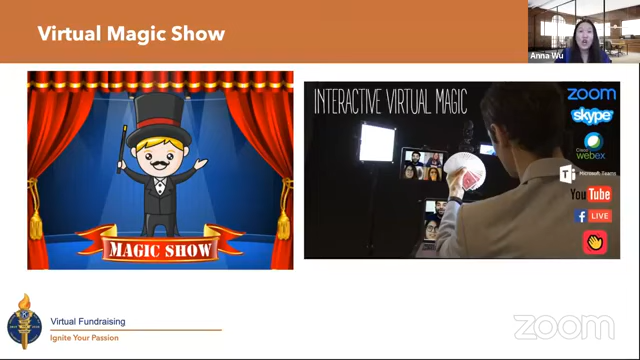 Virtual Magic Show
Anna Wu
MAGIC SHOW
INTERACTIVE VIRTUAL MAGIC
zoom
skype
Cisco
webex
T
Microsoft Teams
YouTube
f LIVE
Virtual Fundraising
Ignite Your Passion
zoom